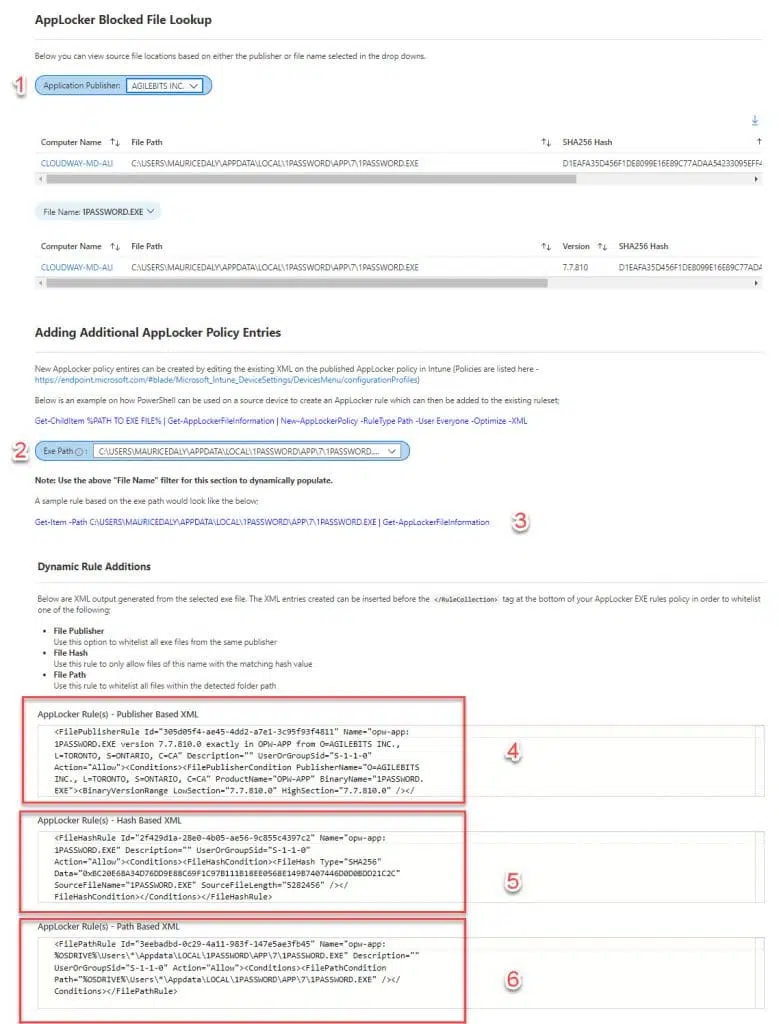 AppLocker Blocked File Lookup
Below you can view source file locations based on either the publisher or file name selected in the drop downs.
1
Application Publisher: AGILEBITS INC.
Computer Name ↑↓ File Path ↑↓ SHA256 Hash ↑
CLOUDWAY-MD-ALI C:\USERS\MAURICEDALY\APPDATA\LOCAL\1PASSWORD\APP\7\1PASSWORD.EXE D1EAFA35D456F1DE8099E16E89C77ADAA54233095EFF4
File Name: 1PASSWORD.EXE
Computer Name ↑↓ File Path ↑↓ Version ↑↓ SHA256 Hash
CLOUDWAY-MD-ALI C:\USERS\MAURICEDALY\APPDATA\LOCAL\1PASSWORD\APP\7\1PASSWORD.EXE 7.7.810 D1EAFA35D456F1DE8099E16E89C77ADA
Adding Additional AppLocker Policy Entries
New AppLocker policy entires can be created by editing the existing XML on the published AppLocker policy in Intune (Policies are listed here -
https://endpoint.microsoft.com/#blade/Microsoft_Intune_DeviceSettings/DevicesMenu/configurationProfiles)
Below is an example on how PowerShell can be used on a source device to create an AppLocker rule which can then be added to the existing ruleset;
Get-ChildItem %PATH TO EXE FILE% | Get-AppLockerFileInformation | New-AppLockerPolicy -RuleType Path -User Everyone -Optimize -XML
2
Exe Path : C:\USERS\MAURICEDALY\APPDATA\LOCAL\1PASSWORD\APP\7\1PASSWORD....
Note: Use the above "File Name" filter for this section to dynamically populate.
A sample rule based on the exe path would look like the below;
Get-Item -Path C:\USERS\MAURICEDALY\APPDATA\LOCAL\1PASSWORD\APP\7\1PASSWORD.EXE | Get-AppLockerFileInformation
3
Dynamic Rule Additions
Below are XML output generated from the selected exe file. The XML entries created can be inserted before the </RuleCollection> tag at the bottom of your AppLocker EXE rules policy in order to whitelist
one of the following;
• File Publisher
Use this option to whitelist all exe files from the same publisher
• File Hash
Use this rule to only allow files of this name with the matching hash value
• File Path
Use this rule to whitelist all files within the detected folder path
AppLocker Rule(s) - Publisher Based XML
<FilePublisherRule Id="305d05f4-ae45-4dd2-a7e1-3c95f93f4811" Name="opw-app:
1PASSWORD.EXE version 7.7.810.0 exactly in OPW-APP from O=AGILEBITS INC.,
L=TORONTO, S=ONTARIO, C=CA" Description="" UserOrGroupSid="S-1-1-0"
Action="Allow"><Conditions><FilePublisherCondition PublisherName="O=AGILEBITS
INC., L=TORONTO, S=ONTARIO, C=CA" ProductName="OPW-APP" BinaryName="1PASSWORD.
EXE"><BinaryVersionRange LowSection="7.7.810.0" HighSection="7.7.810.0" /></
4
AppLocker Rule(s) - Hash Based XML
<FileHashRule Id="2f429d1a-28e0-4b05-ae56-9c855c4397c2" Name="opw-app:
1PASSWORD.EXE" Description="" UserOrGroupSid="S-1-1-0"
Action="Allow"><Conditions><FileHashCondition><FileHash Type="SHA256"
Data="0xBC20E68A34D76DD9E88C69F1C97B111B18EE0568E149B7407446D0D0BDD21C2C"
SourceFileName="1PASSWORD.EXE" SourceFileLength="5282456" /></
FileHashCondition></Conditions></FileHashRule>
5
AppLocker Rule(s) - Path Based XML
<FilePathRule Id="3eebadbd-0c29-4a11-983f-147e5ae3fb45" Name="opw-app:
%OSDRIVE%\Users\*\Appdata\LOCAL\1PASSWORD\APP\7\1PASSWORD.EXE" Description=""
UserOrGroupSid="S-1-1-0" Action="Allow"><Conditions><FilePathCondition
Path="%OSDRIVE%\Users\*\Appdata\LOCAL\1PASSWORD\APP\7\1PASSWORD.EXE" /></
Conditions></FilePathRule>
6